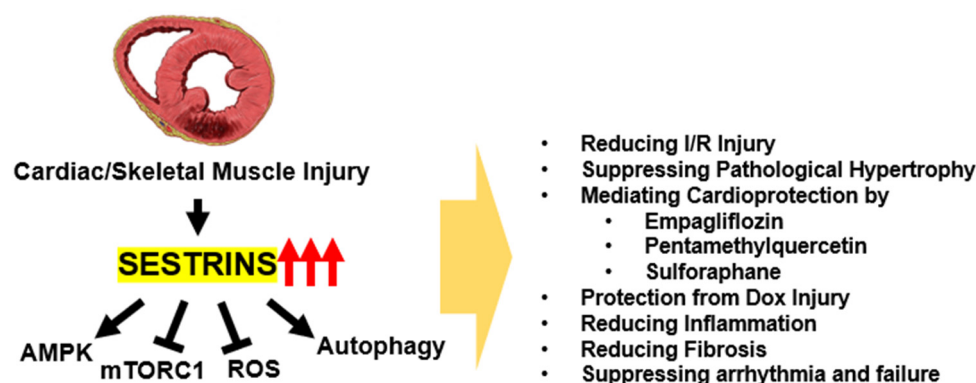 Cardiac/Skeletal Muscle Injury
SESTRINS
AMPK
mTORC1
ROS
Autophagy
• Reducing I/R Injury
• Suppressing Pathological Hypertrophy
• Mediating Cardioprotection by
• Empagliflozin
• Pentamethylquercetin
• Sulforaphane
• Protection from Dox Injury
• Reducing Inflammation
• Reducing Fibrosis
• Suppressing arrhythmia and failure